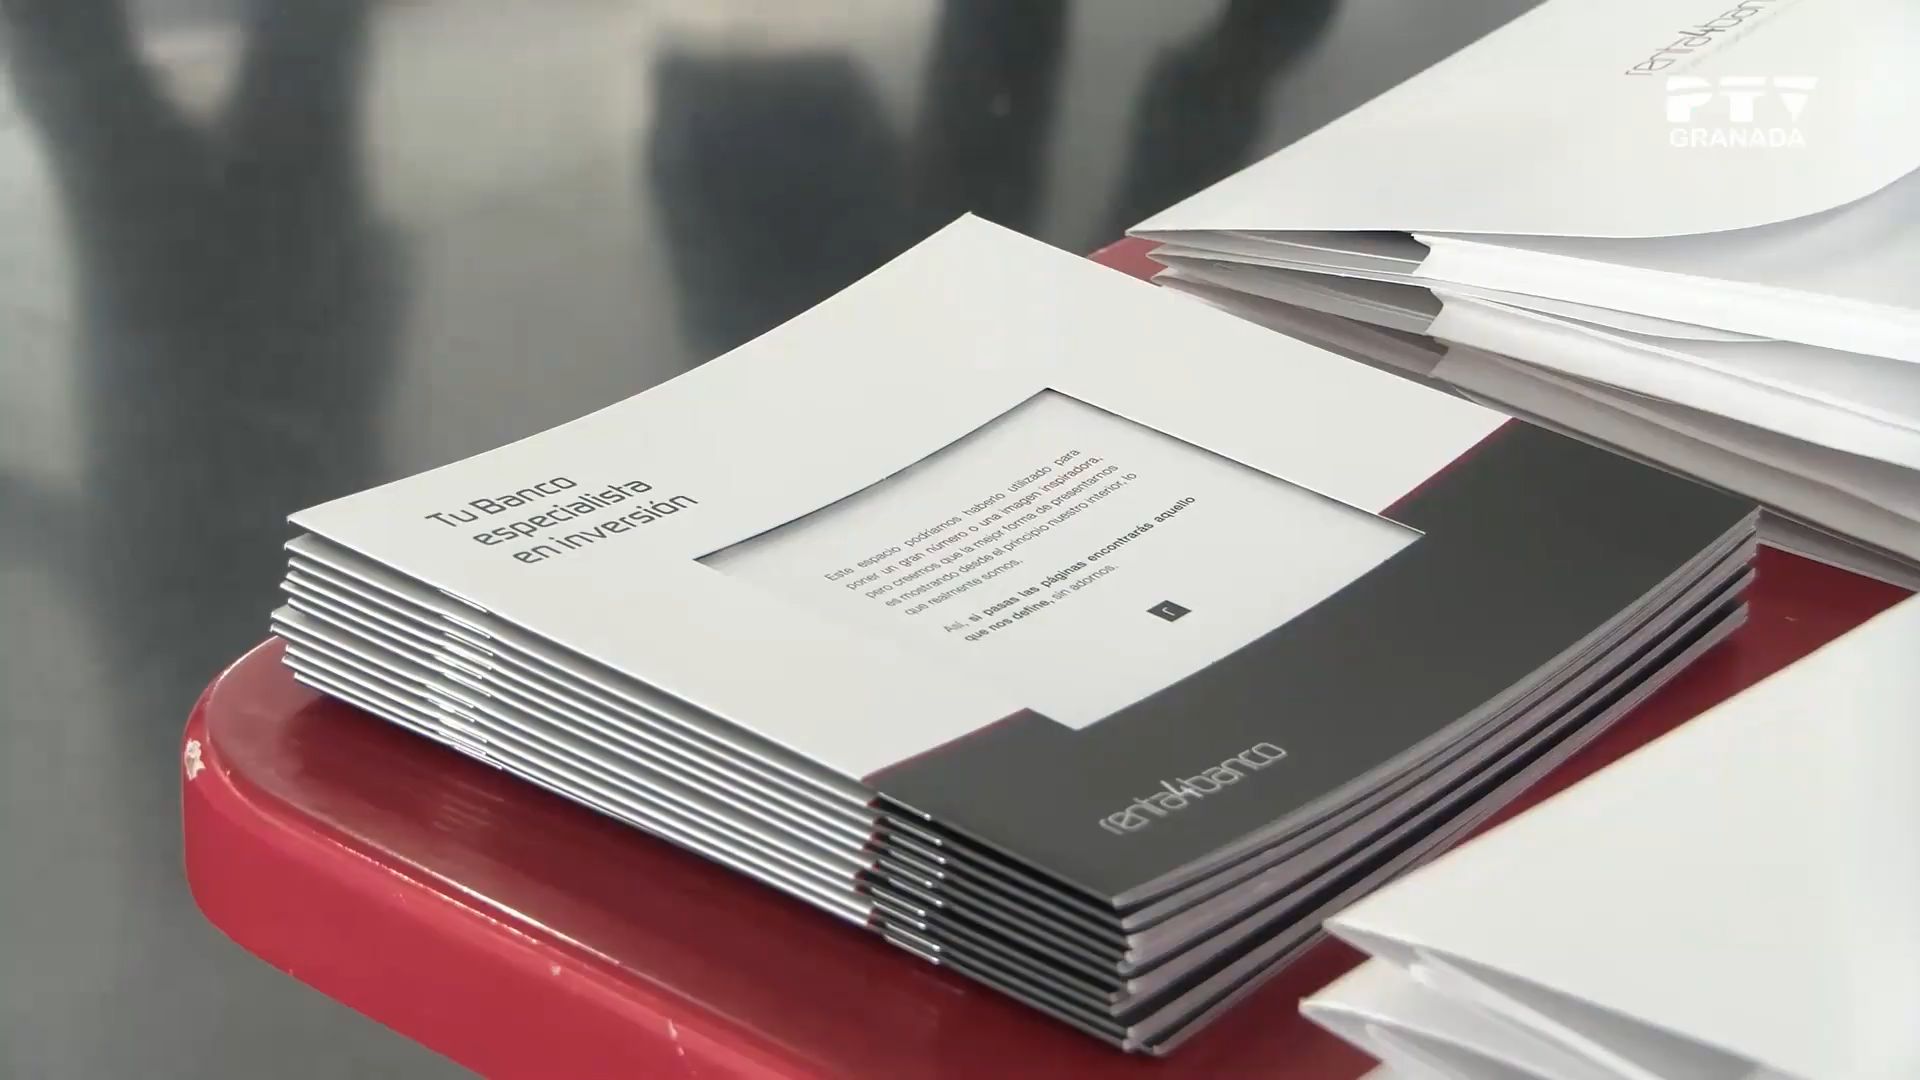 renta4banco
PTV
GRANADA
Tu Banco
especialista
en inversión
Este espacio podríamos haberlo utilizado para
poner un gran número o una imagen inspiradora,
pero creemos que la mejor forma de presentarnos
es mostrando desde el principio nuestro interior, lo
que realmente somos.
Así, si pasas las páginas encontrarás aquello
que nos define, sin adornos.
r
renta4banco